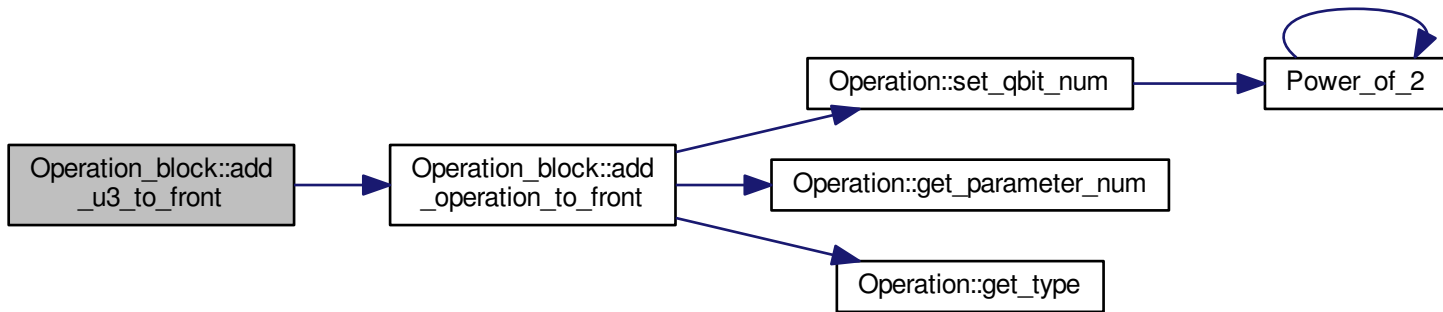 Operation_block::add
_u3_to_front
Operation_block::add
_operation_to_front
Operation::set_qbit_num
Power_of_2
Operation::get_parameter_num
Operation::get_type